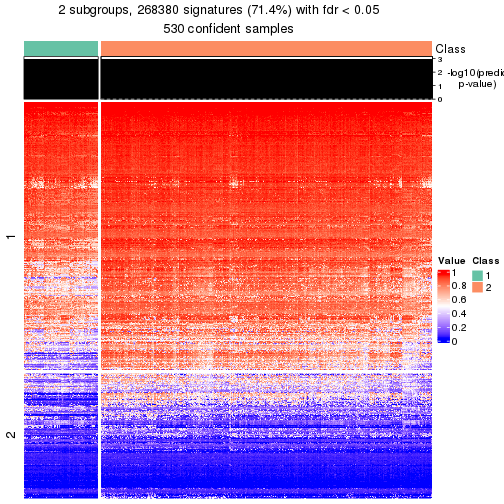 2 subgroups, 268380 signatures (71.4%) with fdr < 0.05
530 confident samples
Class
3
2
1
0
-log10(predi
p-value)
1
2
Value
1
0.8
0.6
0.4
0.2
0
Class
1
2